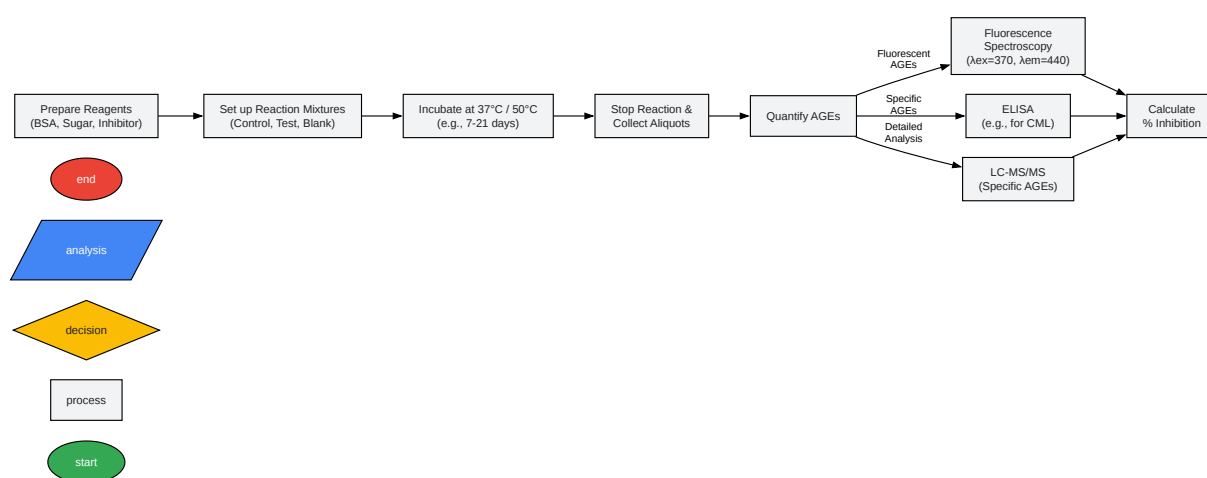 Prepare Reagents
(BSA, Sugar, Inhibitor)
Set up Reaction Mixtures
(Control, Test, Blank)
Incubate at 37°C / 50°C
(e.g., 7-21 days)
Stop Reaction &
Collect Aliquots
Quantify AGEs
Fluorescent
AGEs
Specific
AGEs
Detailed
Analysis
Fluorescence
Spectroscopy
(λex=370, λem=440)
ELISA
(e.g., for CML)
LC-MS/MS
(Specific AGEs)
Calculate
% Inhibition
end
analysis
decision
process
start